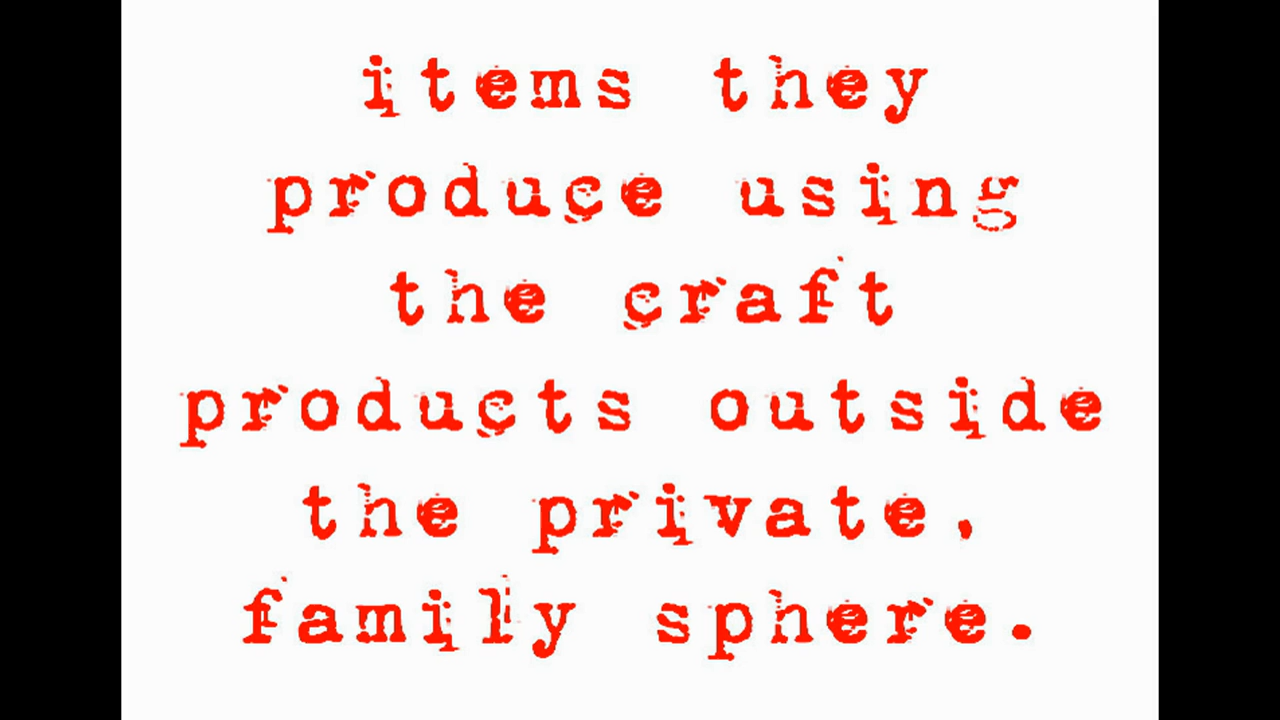 items they
produce using
the craft
products outside
the private,
family sphere.